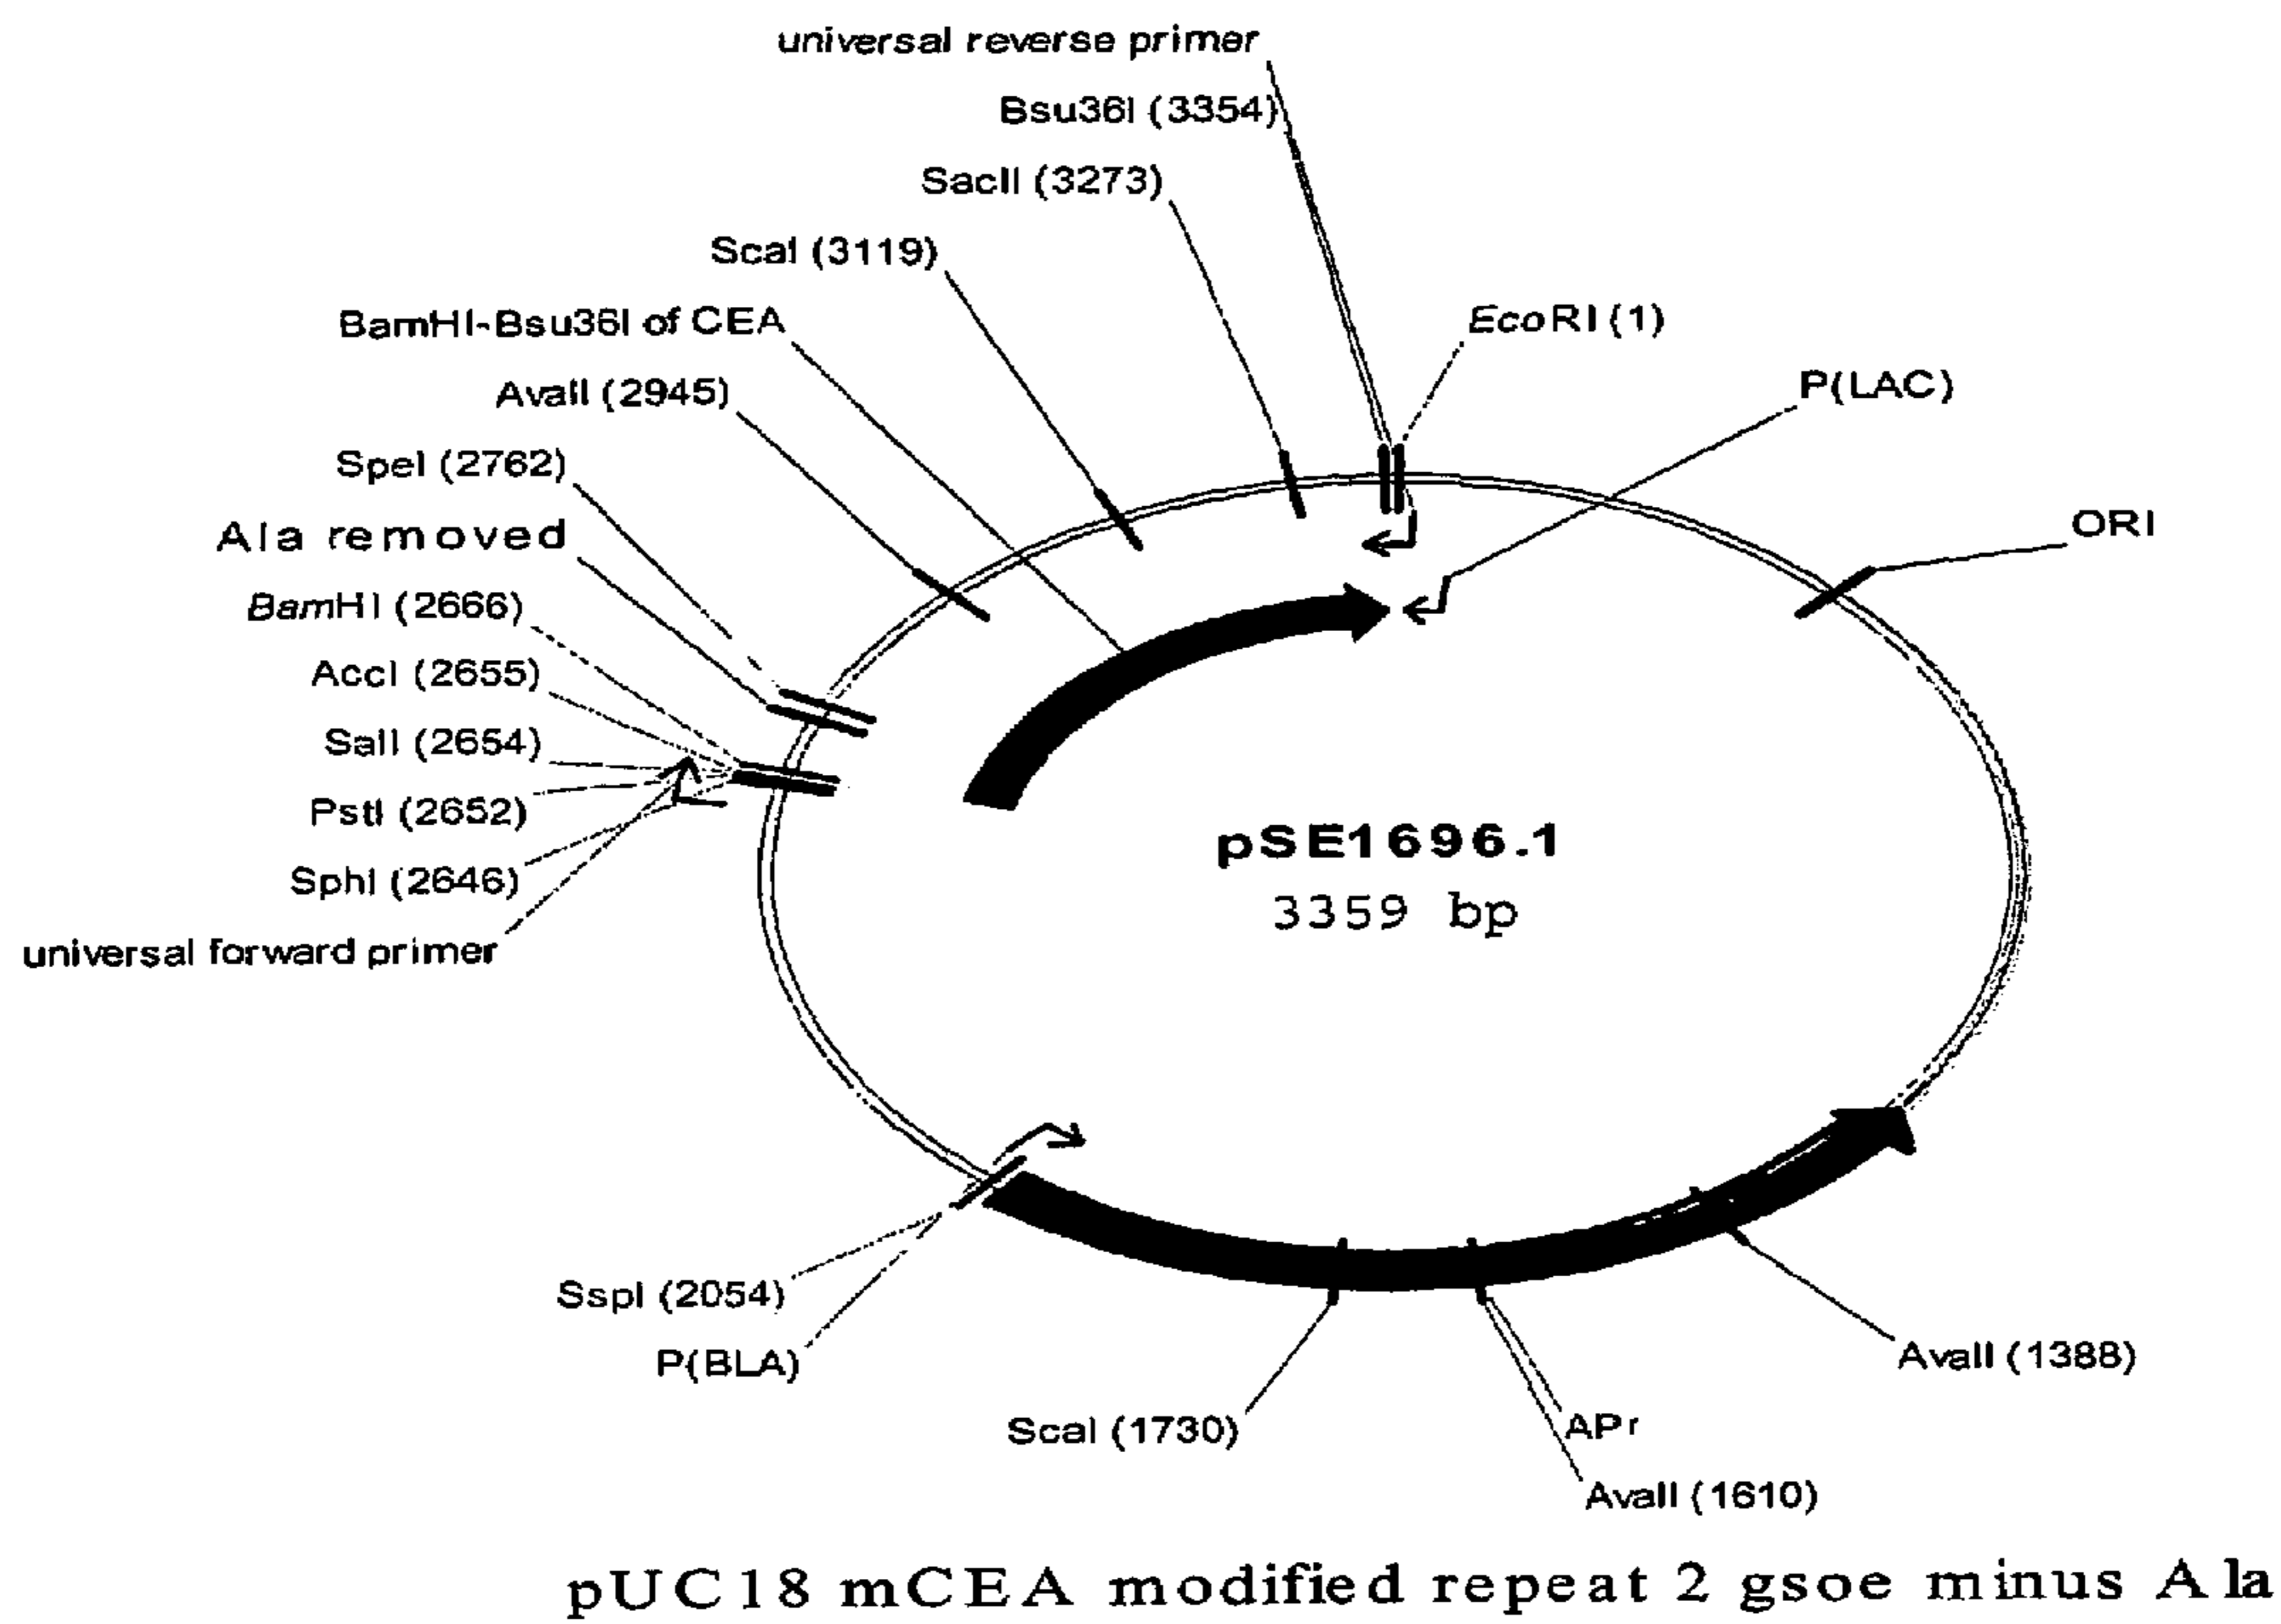 universal reverse primer
Bsu36I (3354)
SacII (3273)
ScaI (3119)
BamHI-Bsu36I of CEA
EcoRI (1)
P(LAC)
AvaII (2945)
SpeI (2762)
ORI
Ala removed
BamHI (2666)
AccI (2655)
SalI (2654)
PstI (2652)
SphI (2646)
universal forward primer
pSE1696.1
3359 bp
SspI (2054)
P(BLA)
AvaII (1388)
ScaI (1730)
APr
AvaII (1610)
pUC18 mCEA modified repeat 2 gsoe minus Ala